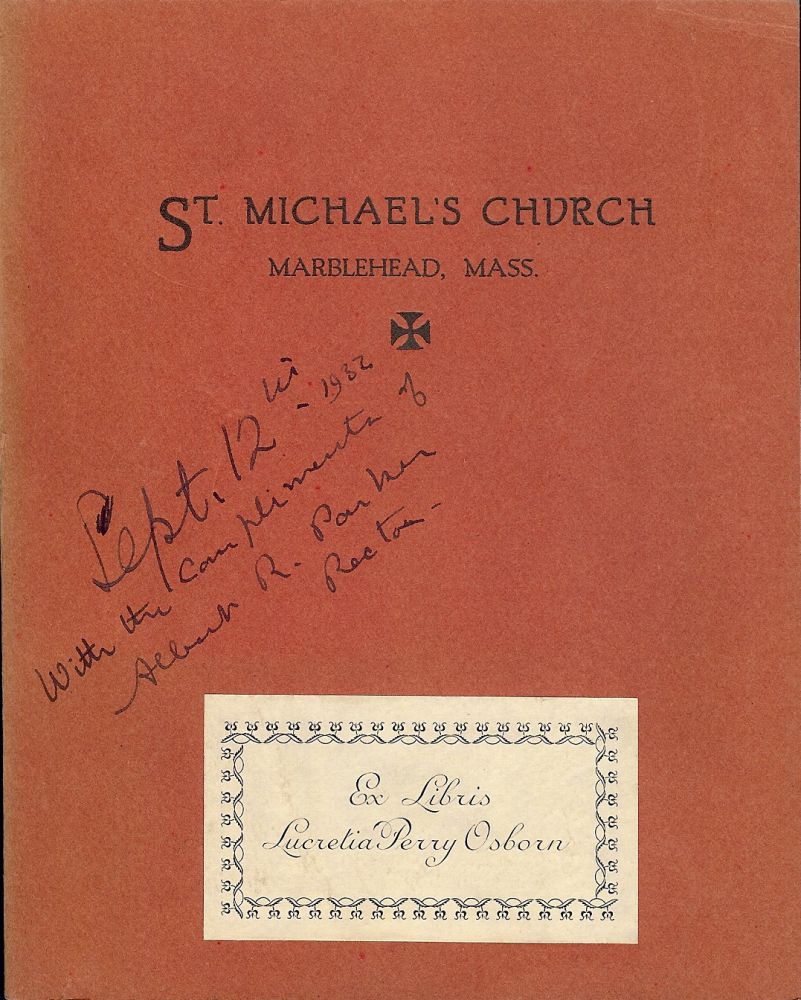 ST. MICHAEL'S CHVRCH
MARBLEHEAD, MASS.
Sept. 12th - 1932
With the compliments of
Albert R. Parker
Rector -
Ex Libris
Lucretia Perry Osborn